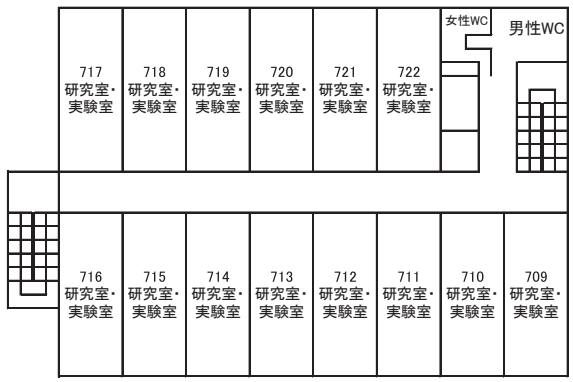 女性WC
男性WC
717
研究室・
実験室
718
研究室・
実験室
719
研究室・
実験室
720
研究室・
実験室
721
研究室・
実験室
722
研究室・
実験室
716
研究室・
実験室
715
研究室・
実験室
714
研究室・
実験室
713
研究室・
実験室
712
研究室・
実験室
711
研究室・
実験室
710
研究室・
実験室
709
研究室・
実験室